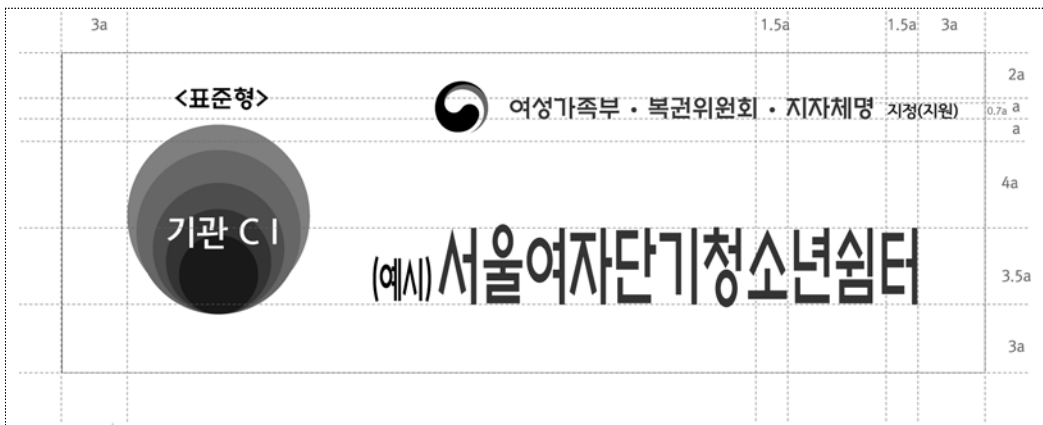 3a 1.5a 1.5a 3a
2a
<표준형>
여성가족부 • 복권위원회 • 지자체명 지정(지원)
0.7a a
a
4a
기관 C I
(예시) 서울여자단기청소년쉼터
3.5a
3a